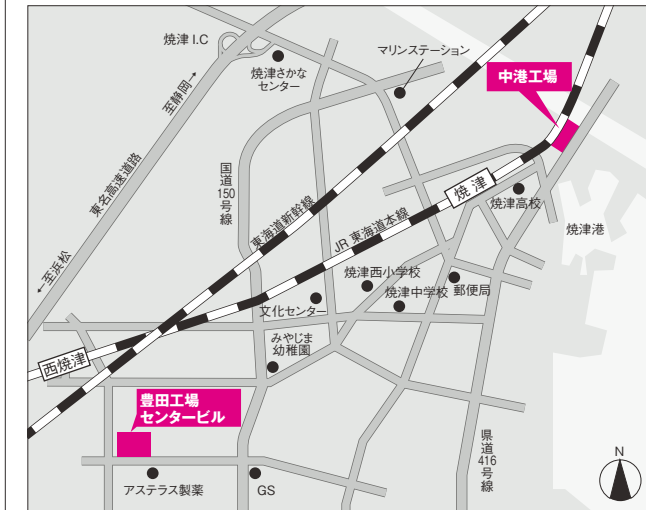 焼津 I.C
焼津さかな
センター
マリンステーション
中港工場
至静岡→
東名高速道路
←至浜松
国道
150
号
線
東海道新幹線
JR 東海道本線
焼津
焼津高校
焼津港
焼津西小学校
焼津中学校
郵便局
文化センター
みやじま
幼稚園
西焼津
豊田工場
センタービル
県道
416
号
線
アステラス製薬
GS
N